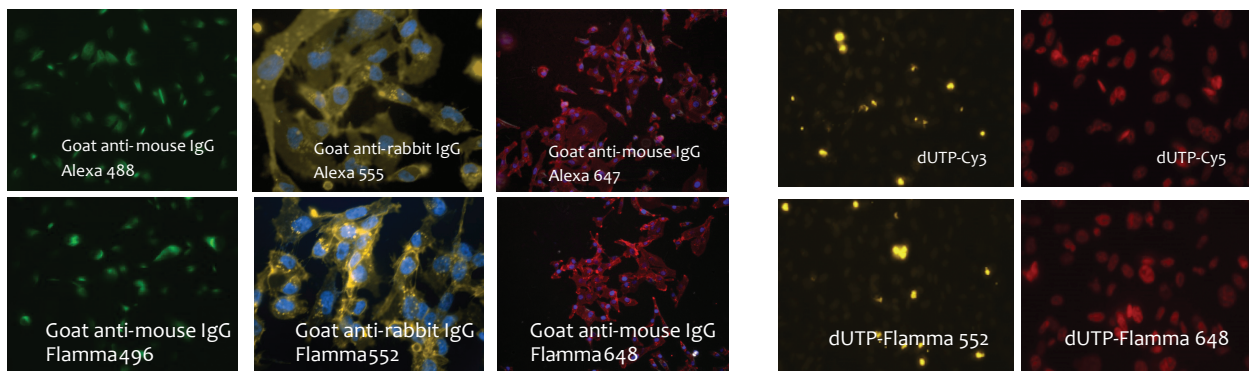 Goat anti-mouse IgG
Alexa 488
Goat anti-rabbit IgG
Alexa 555
Goat anti-mouse IgG
Alexa 647
dUTP-Cy3
dUTP-Cy5
Goat anti-mouse IgG
Flamma496
Goat anti-rabbit IgG
Flamma552
Goat anti-mouse IgG
Flamma648
dUTP-Flamma 552
dUTP-Flamma 648